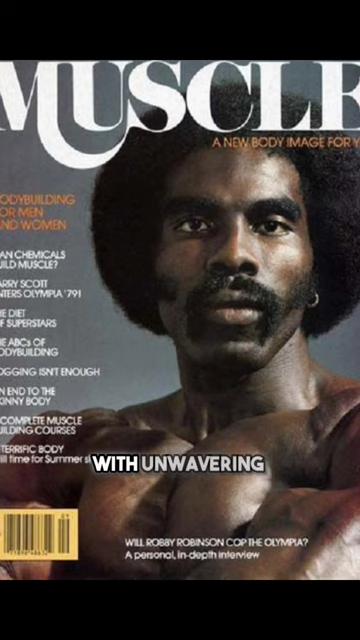 MUSCLE
A NEW BODY IMAGE FOR Y
ODYBUILDING
OR MEN
ND WOMEN
AN CHEMICALS
UILD MUSCLE?
ARRY SCOTT
NTERS OLYMPIA '79!
E DIET
F SUPERSTARS
E ABCs OF
ODYBUILDING
OGGING ISN'T ENOUGH
N END TO THE
KINNY BODY
COMPLETE MUSCLE
UILDING COURSES
TERRIFIC BODY
ill time for Summer s
WITH UNWAVERING
WILL ROBBY ROBINSON COP THE OLYMPIA?
A personal, in-depth interview